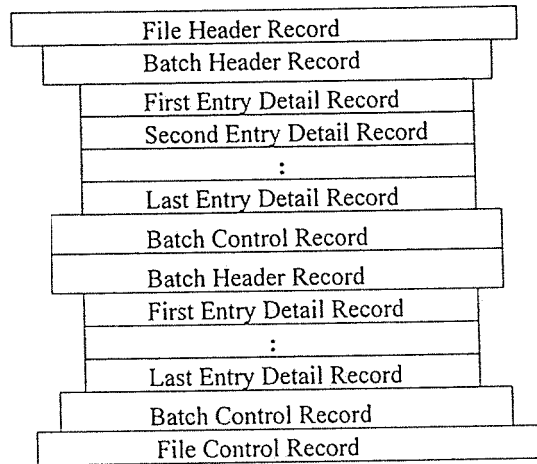 File Header Record
Batch Header Record
First Entry Detail Record
Second Entry Detail Record
:
Last Entry Detail Record
Batch Control Record
Batch Header Record
First Entry Detail Record
:
Last Entry Detail Record
Batch Control Record
File Control Record